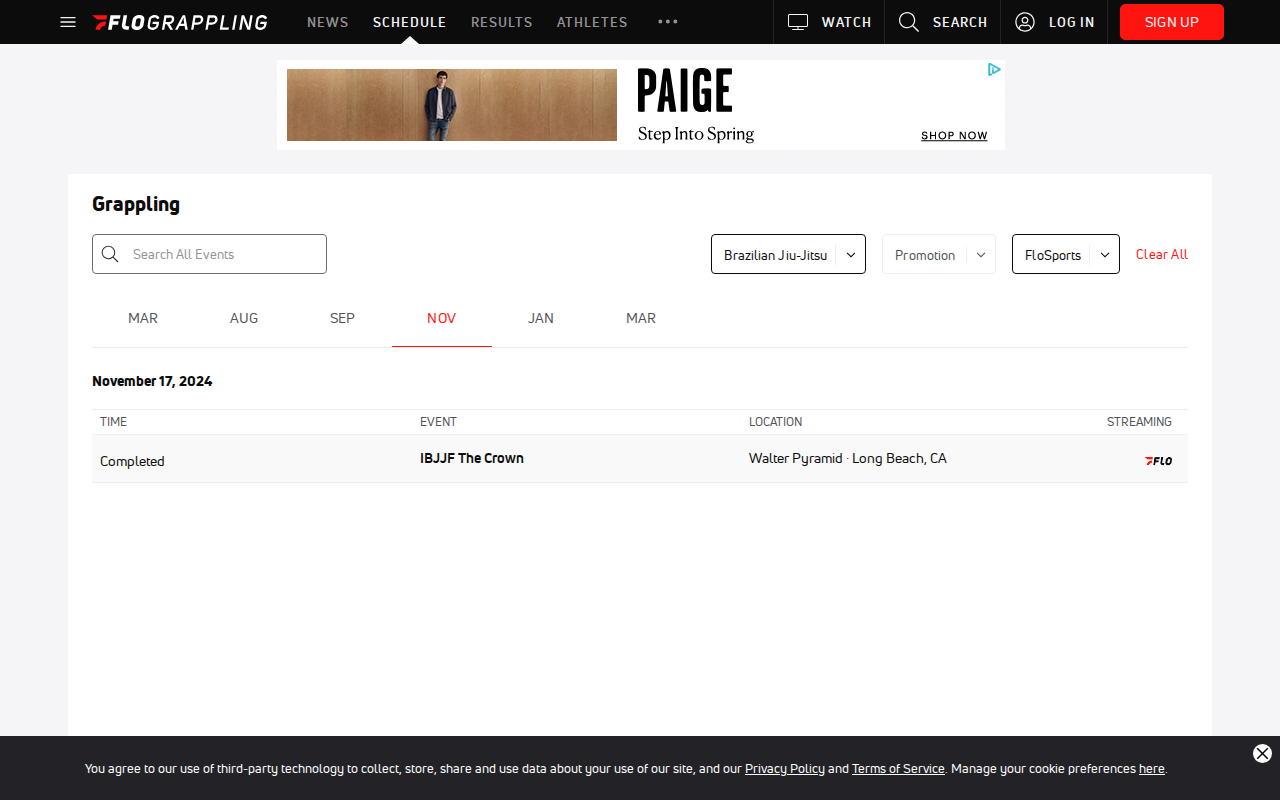 FLOGRAPPLING NEWS SCHEDULE RESULTS ATHLETES WATCH SEARCH LOG IN SIGN UP
PAIGE
Step Into Spring SHOP NOW
Grappling
Search All Events Brazilian Jiu-Jitsu Promotion FloSports Clear All
MAR AUG SEP NOV JAN MAR
November 17, 2024
TIME EVENT LOCATION STREAMING
Completed IBJJF The Crown Walter Pyramid · Long Beach, CA FLO
You agree to our use of third-party technology to collect, store, share and use data about your use of our site, and our Privacy Policy and Terms of Service. Manage your cookie preferences here.